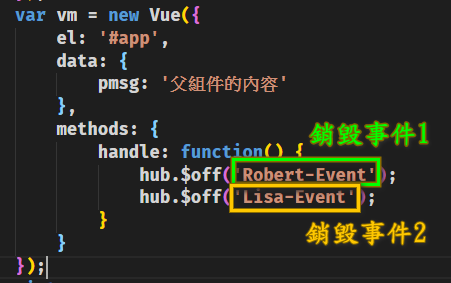 var vm = new Vue({
el: '#app',
data: {
pmsg: '父組件的內容'
},
methods: {
銷毀事件1
handle: function() {
hub.$off('Robert-Event');
hub.$off('Lisa-Event');
}
銷毀事件2
}
});